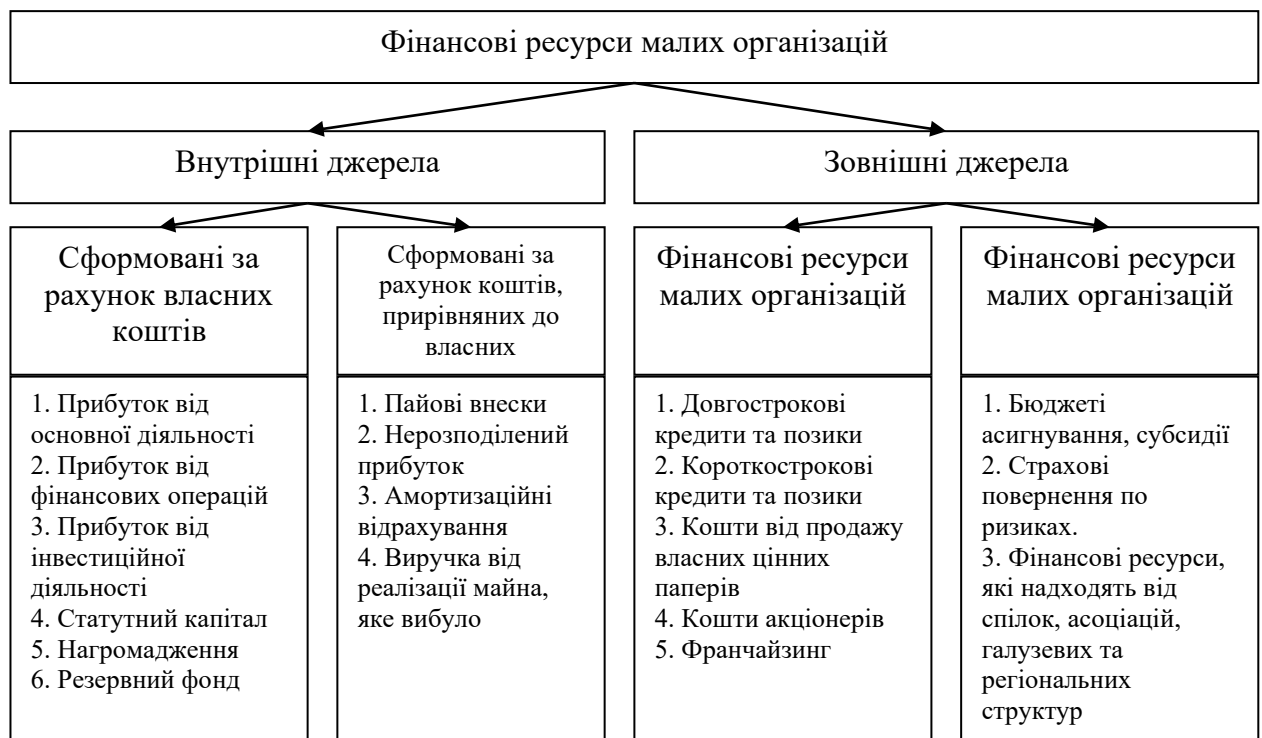 Фінансові ресурси малих організацій
Внутрішні джерела
Зовнішні джерела
Сформовані за
рахунок власних
коштів
Сформовані за
рахунок коштів,
прирівняних до
власних
Фінансові ресурси
малих організацій
Фінансові ресурси
малих організацій
1. Прибуток від
основної діяльності
2. Прибуток від
фінансових операцій
3. Прибуток від
інвестиційної
діяльності
4. Статутний капітал
5. Нагромадження
6. Резервний фонд
1. Пайові внески
2. Нерозподілений
прибуток
3. Амортизаційні
відрахування
4. Виручка від
реалізації майна,
яке вибуло
1. Довгострокові
кредити та позики
2. Короткострокові
кредити та позики
3. Кошти від продажу
власних цінних
паперів
4. Кошти акціонерів
5. Франчайзинг
1. Бюджеті
асигнування, субсидії
2. Страхові
повернення по
ризиках.
3. Фінансові ресурси,
які надходять від
спілок, асоціацій,
галузевих та
регіональних
структур